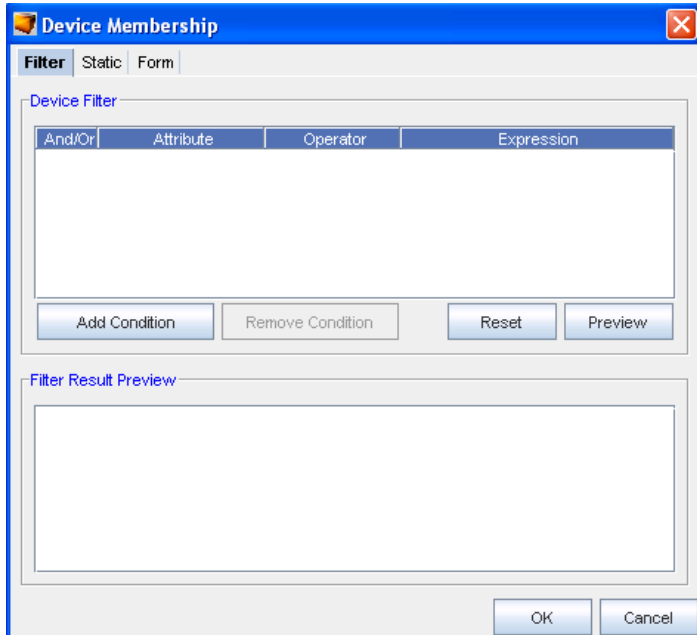 Device Membership
Filter Static Form
Device Filter
And/Or Attribute Operator Expression
Add Condition Remove Condition Reset Preview
Filter Result Preview
OK Cancel